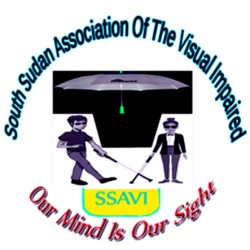 South Sudan Association Of The Visual Impaired
SSAVI
Our Mind Is Our Sight